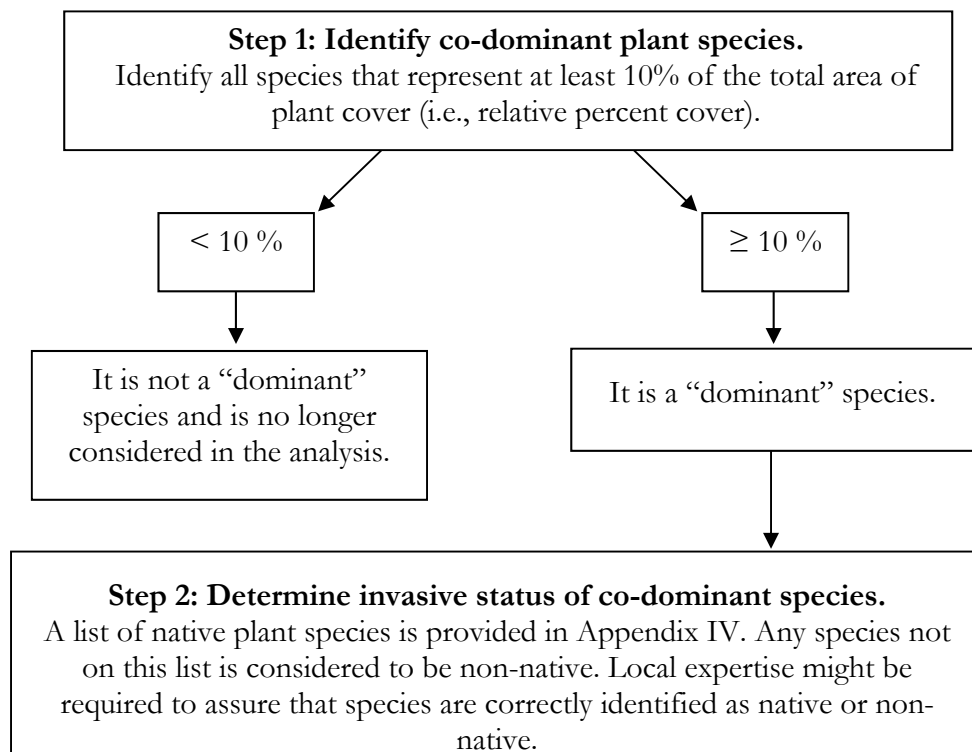 Step 1: Identify co-dominant plant species.
Identify all species that represent at least 10% of the total area of
plant cover (i.e., relative percent cover).
< 10 %
≥ 10 %
It is not a “dominant”
species and is no longer
considered in the analysis.
It is a “dominant” species.
Step 2: Determine invasive status of co-dominant species.
A list of native plant species is provided in Appendix IV. Any species not
on this list is considered to be non-native. Local expertise might be
required to assure that species are correctly identified as native or non-
native.